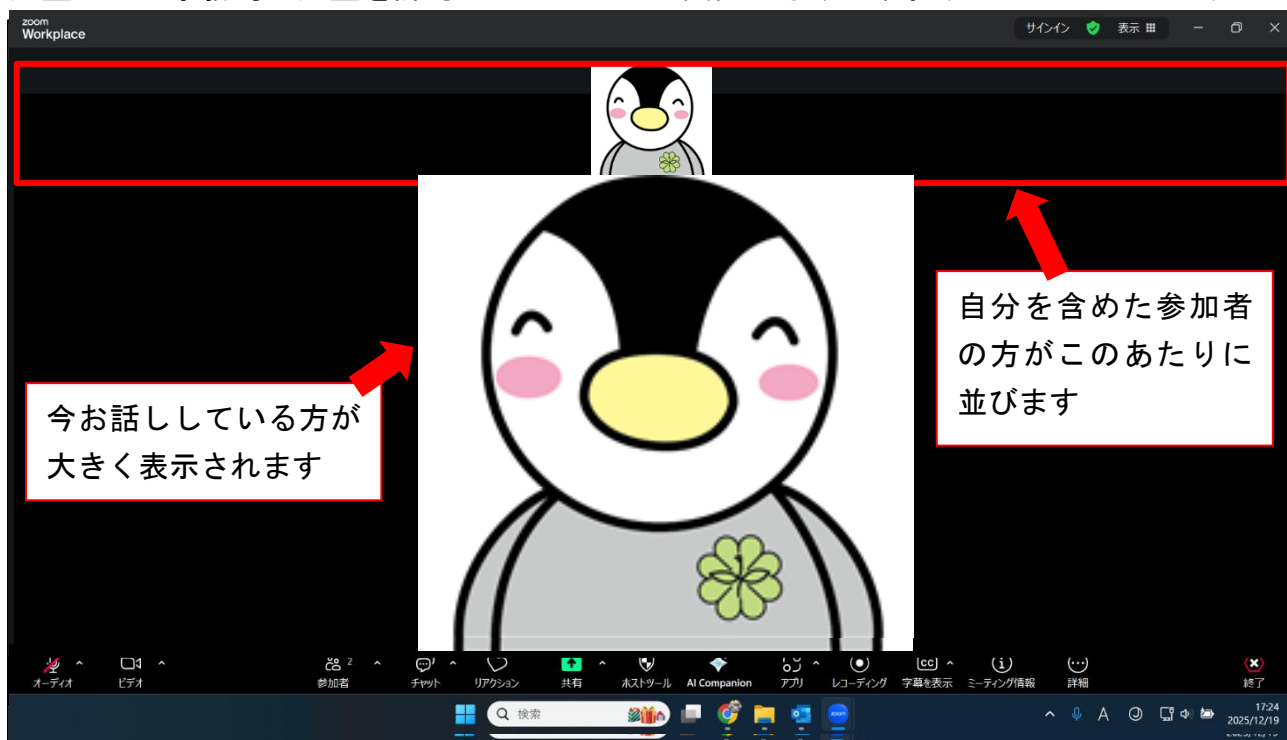 zoom
Workplace
サインイン
表示
自分を含めた参加者
の方がこのあたりに
並びます
今お話ししている方が
大きく表示されます
オーディオ
ビデオ
2
参加者
チャット
リアクション
共有
ホストツール
AI Companion
アプリ
レコーディング
CC
字幕を表示
ミーティング情報
詳細
終了
検索
zoom
A
17:24
2025/12/19